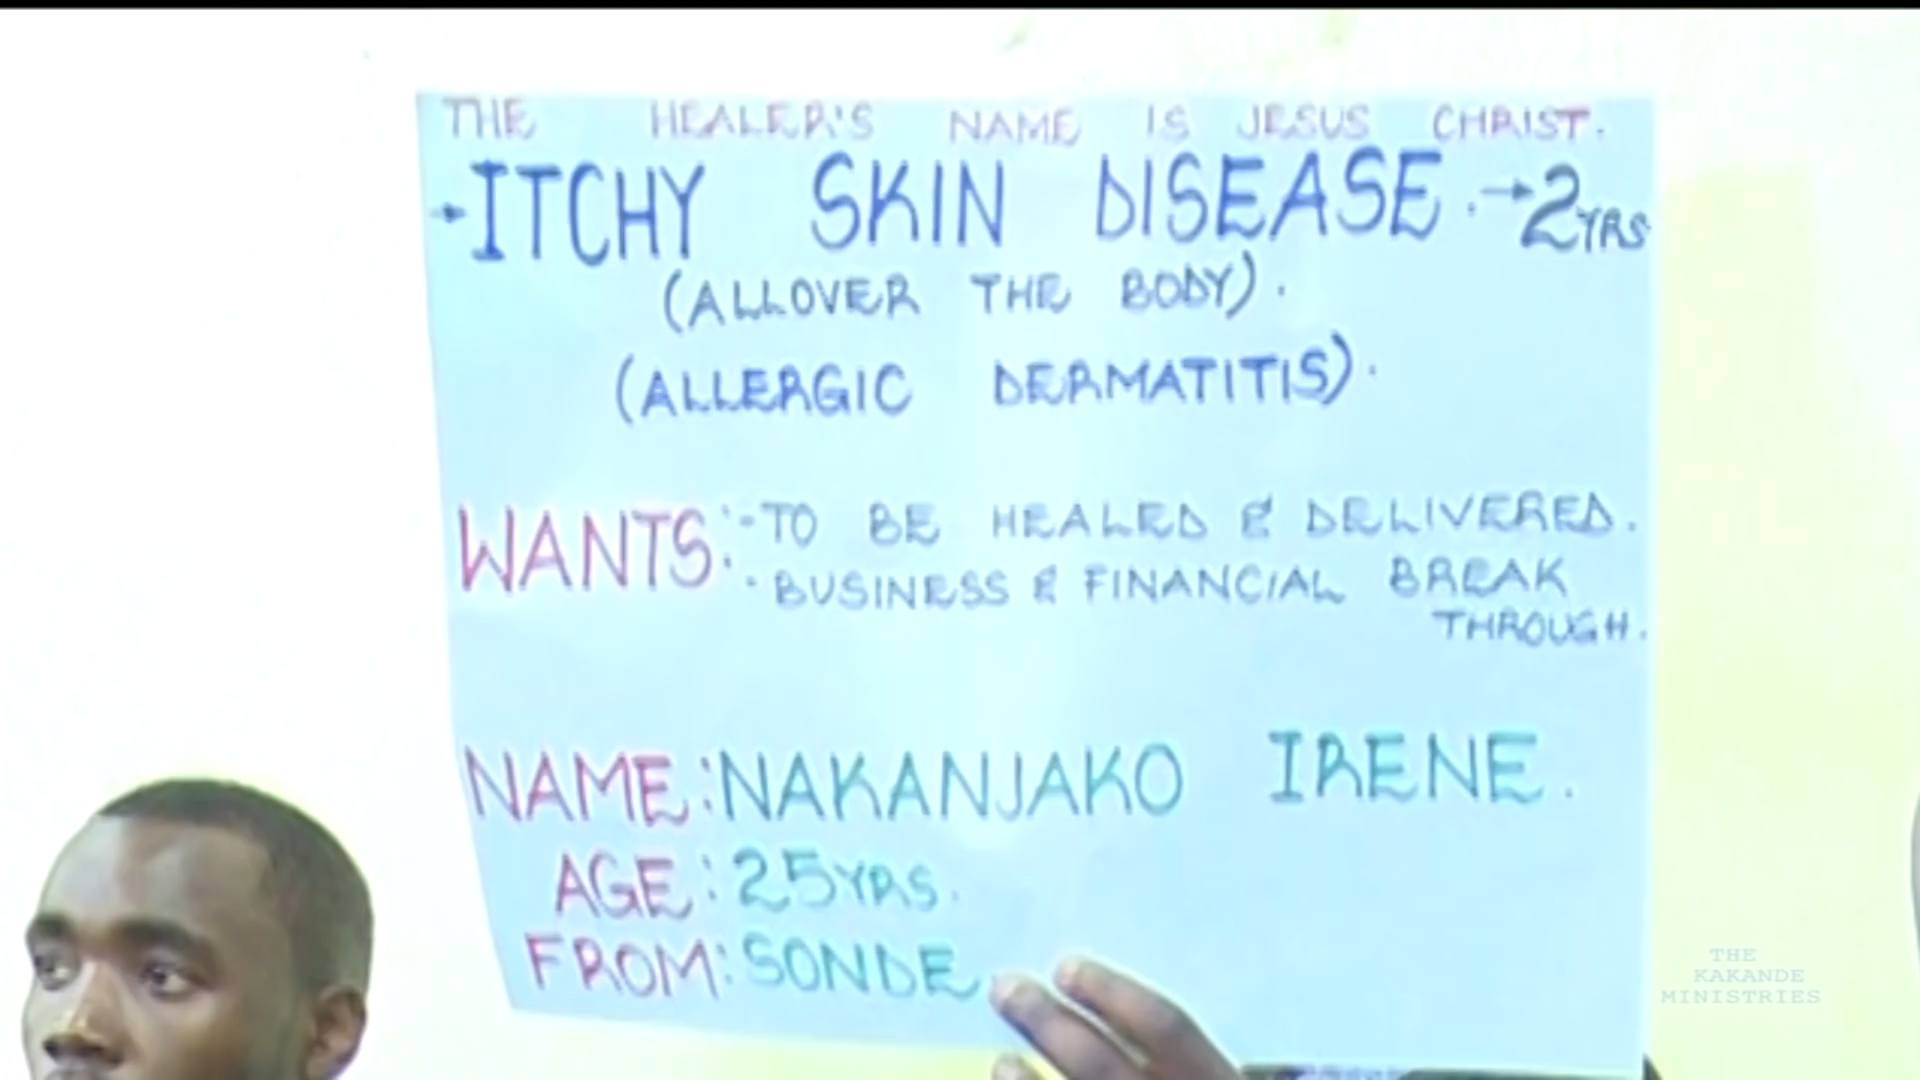 THE HEALER'S NAME IS JESUS CHRIST.
→ITCHY SKIN DISEASE.→2YRS
(ALLOVER THE BODY).
(ALLERGIC DERMATITIS).
WANTS:-TO BE HEALED & DELIVERED.
-BUSINESS & FINANCIAL BREAK
THROUGH.
NAME:NAKANJAKO IRENE.
AGE:25YRS.
FROM:SONDE
THE
KAKANDE
MINISTRIES